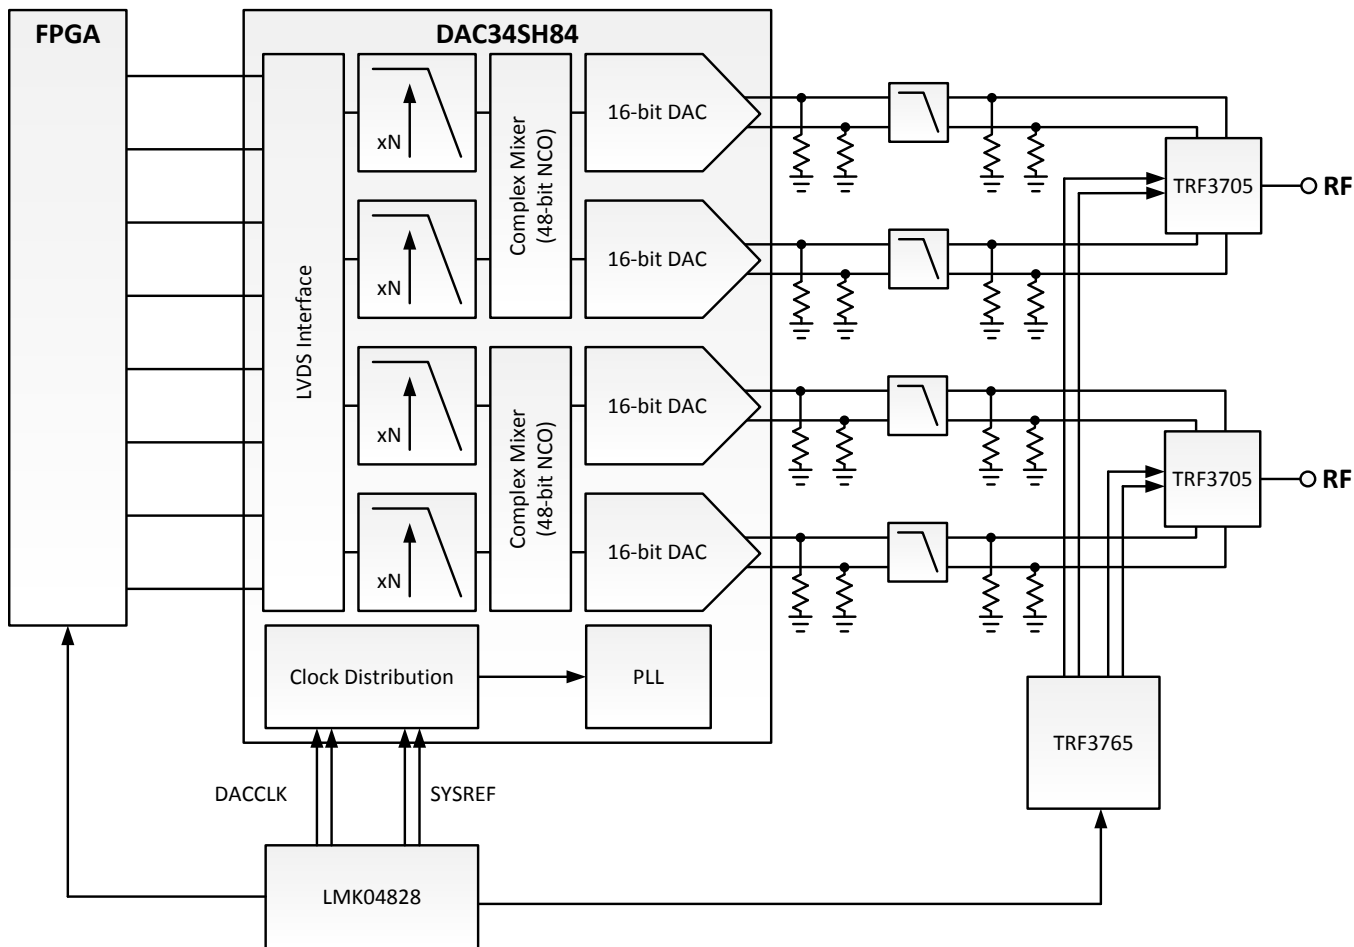 FPGA
DAC34SH84
LVDS Interface
xN
Complex Mixer
(48-bit NCO)
16-bit DAC
TRF3705
RF
xN
16-bit DAC
xN
Complex Mixer
(48-bit NCO)
16-bit DAC
TRF3705
RF
xN
16-bit DAC
Clock Distribution
PLL
TRF3765
DACCLK
SYSREF
LMK04828